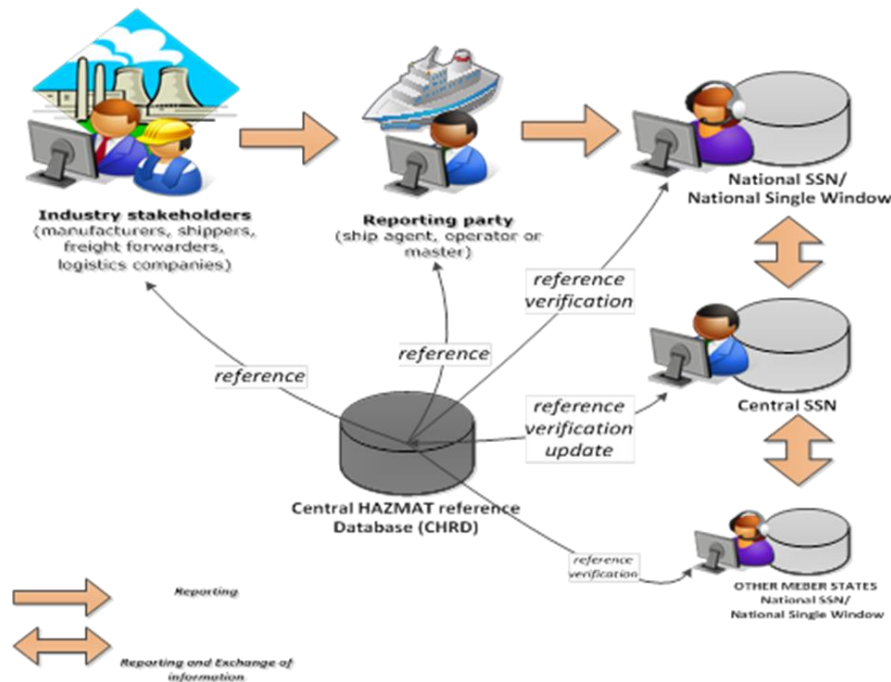 Industry stakeholders
(manufacturers, shippers,
freight forwarders,
logistics companies)
Reporting party
(ship agent, operator or
master)
National SSN/
National Single Window
reference
verification
reference
reference
reference
verification
update
Central SSN
Central HAZMAT reference
Database (CHRD)
reference
verification
OTHER MEBER STATES
National SSN/
National Single Window
Reporting
Reporting and Exchange of
information